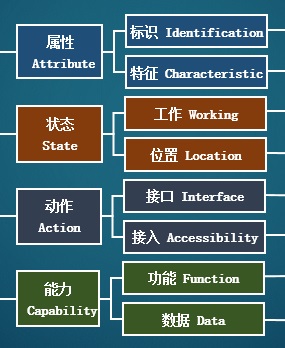 属性
Attribute
标识 Identification
特征 Characteristic
状态
State
工作 Working
位置 Location
动作
Action
接口 Interface
接入 Accessibility
能力
Capability
功能 Function
数据 Data